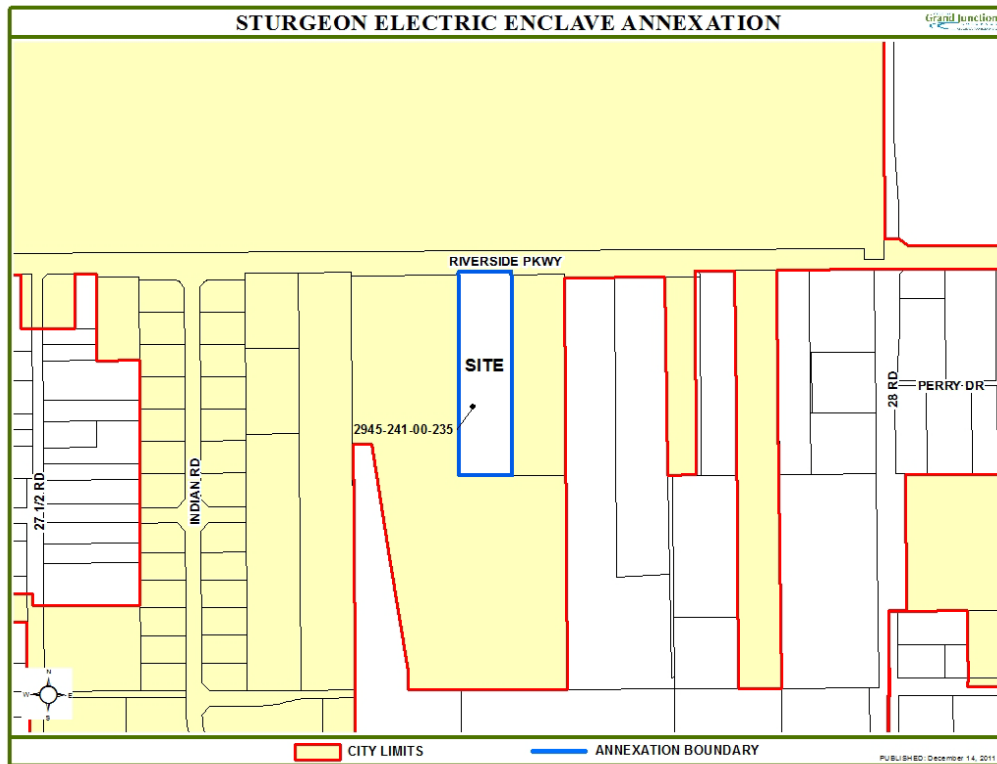 STURGEON ELECTRIC ENCLAVE ANNEXATION
Grand Junction
RIVERSIDE PKWY
SITE
2945-241-00-235
28 RD
PERRY DR
27 1/2 RD
INDIAN RD
N
W
E
S
CITY LIMITS
ANNEXATION BOUNDARY
PUBLISHED: December 14, 2011